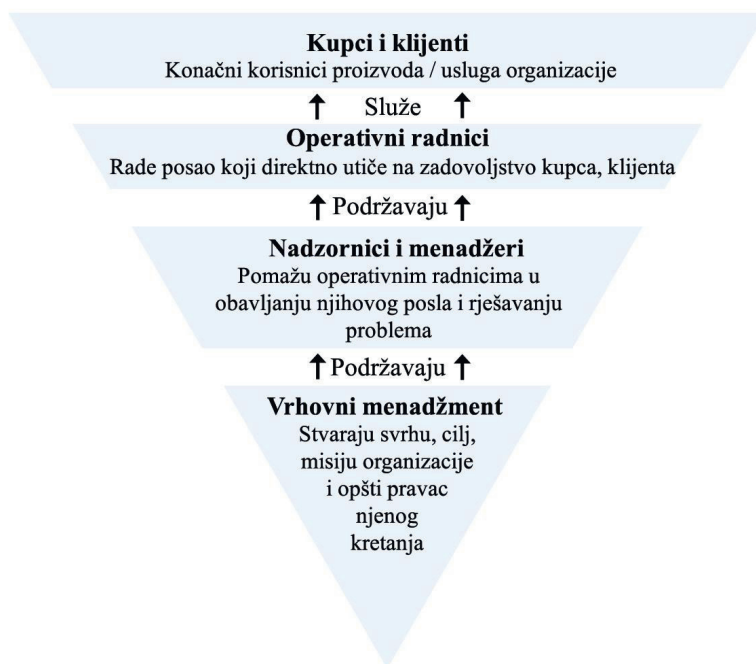 Kupci i klijenti
Konačni korisnici proizvoda / usluga organizacije
Služe
Operativni radnici
Rade posao koji direktno utiče na zadovoljstvo kupca, klijenta
Podržavaju
Nadzornici i menadžeri
Pomažu operativnim radnicima u
obavljanju njihovog posla i rješavanju
problema
Podržavaju
Vrhovni menadžment
Stvaraju svrhu, cilj,
misiju organizacije
i opšti pravac
njenog
kretanja